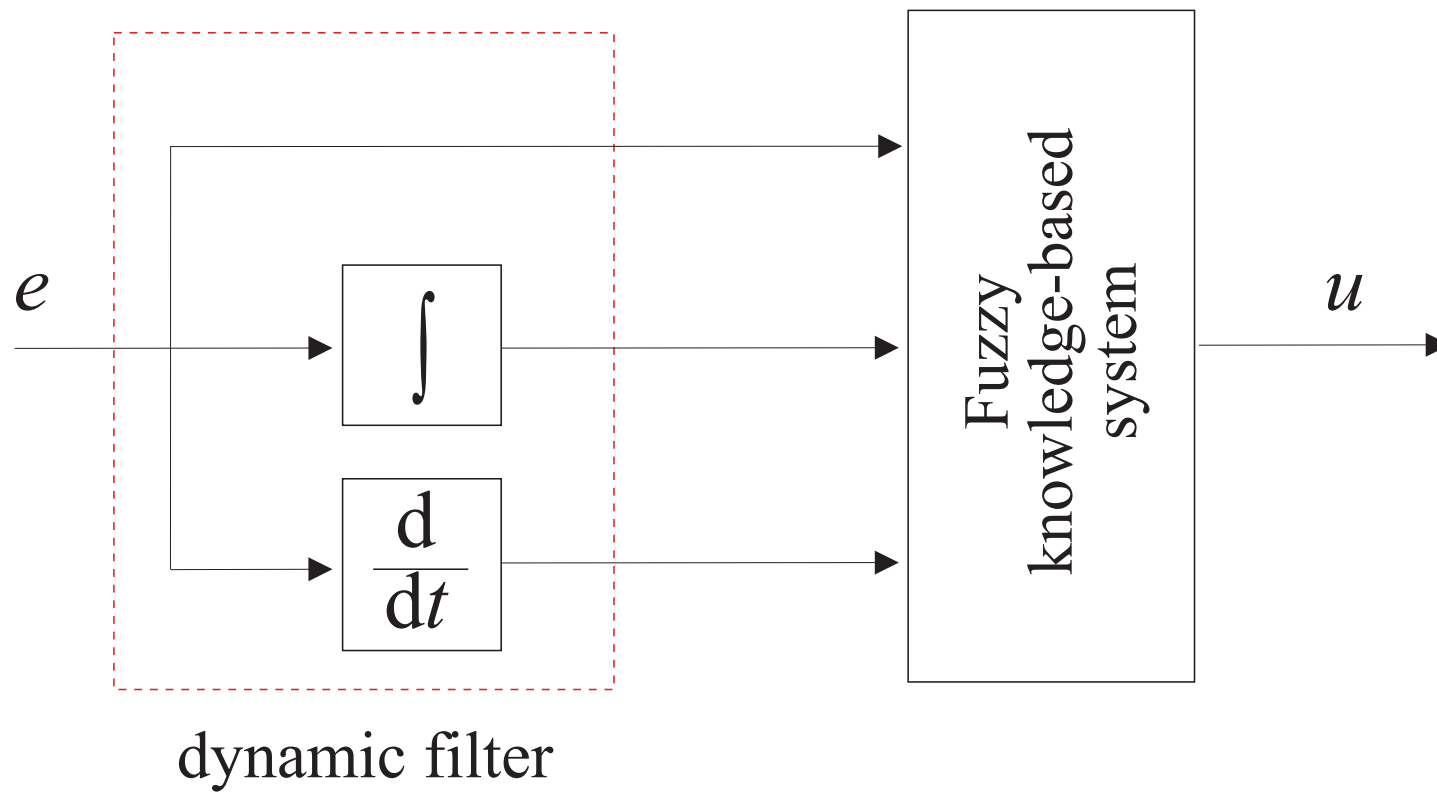 e
∫
d
dt
Fuzzy
knowledge-based
system
u
dynamic filter